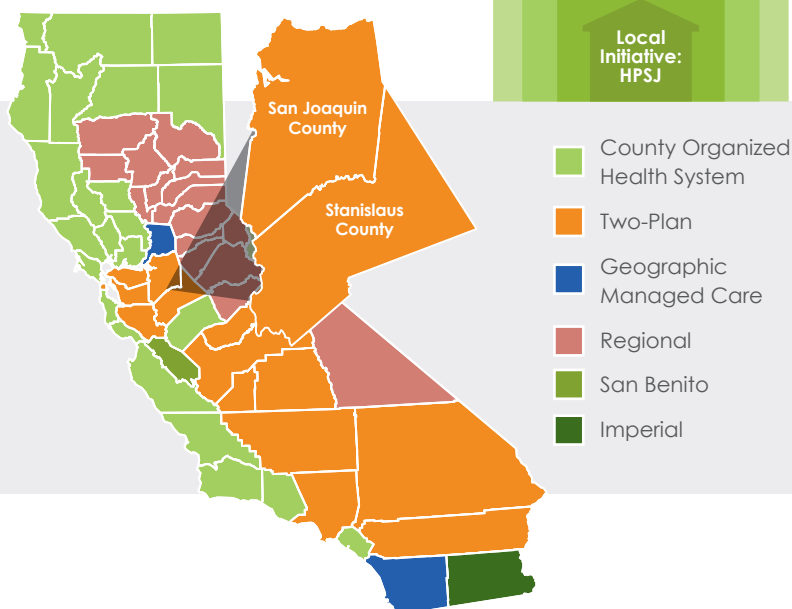 Local
Initiative:
HPSJ
San Joaquin
County
Stanislaus
County
County Organized
Health System
Two-Plan
Geographic
Managed Care
Regional
San Benito
Imperial